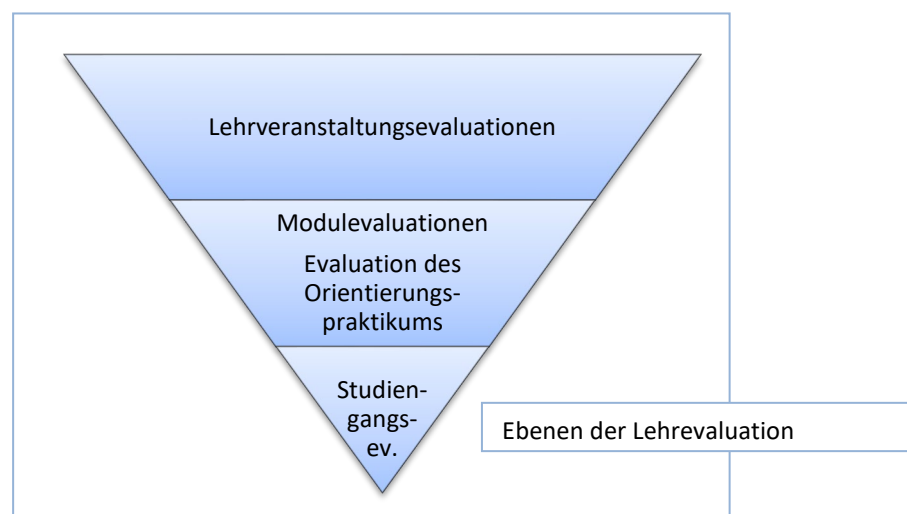 Lehrveranstaltungsevaluationen
Modulevaluationen
Evaluation des
Orientierungs-
praktikums
Studien-
gangs-
ev.
Ebenen der Lehrevaluation